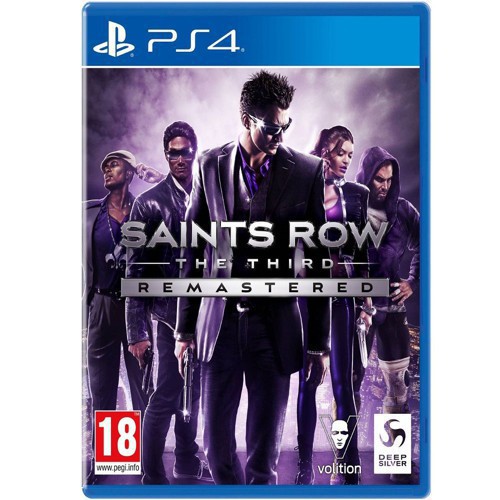 PS4
SAINTS ROW
THE THIRD
REMASTERED
18
www.pegi.info
volition
DEEP
SILVER